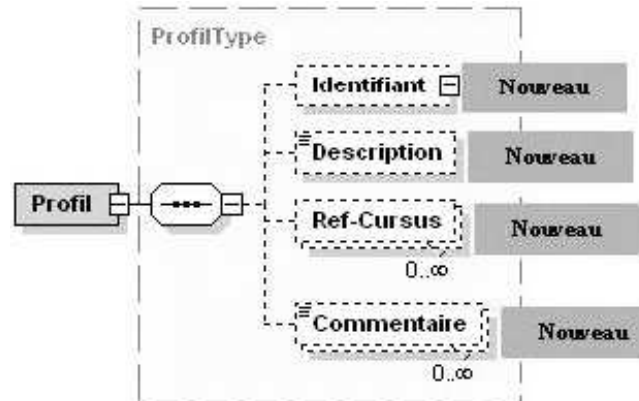 ProfilType
Identifiant Nouveau
Description Nouveau
Profil
Ref-Cursus Nouveau
0..∞
Commentaire Nouveau
0..∞